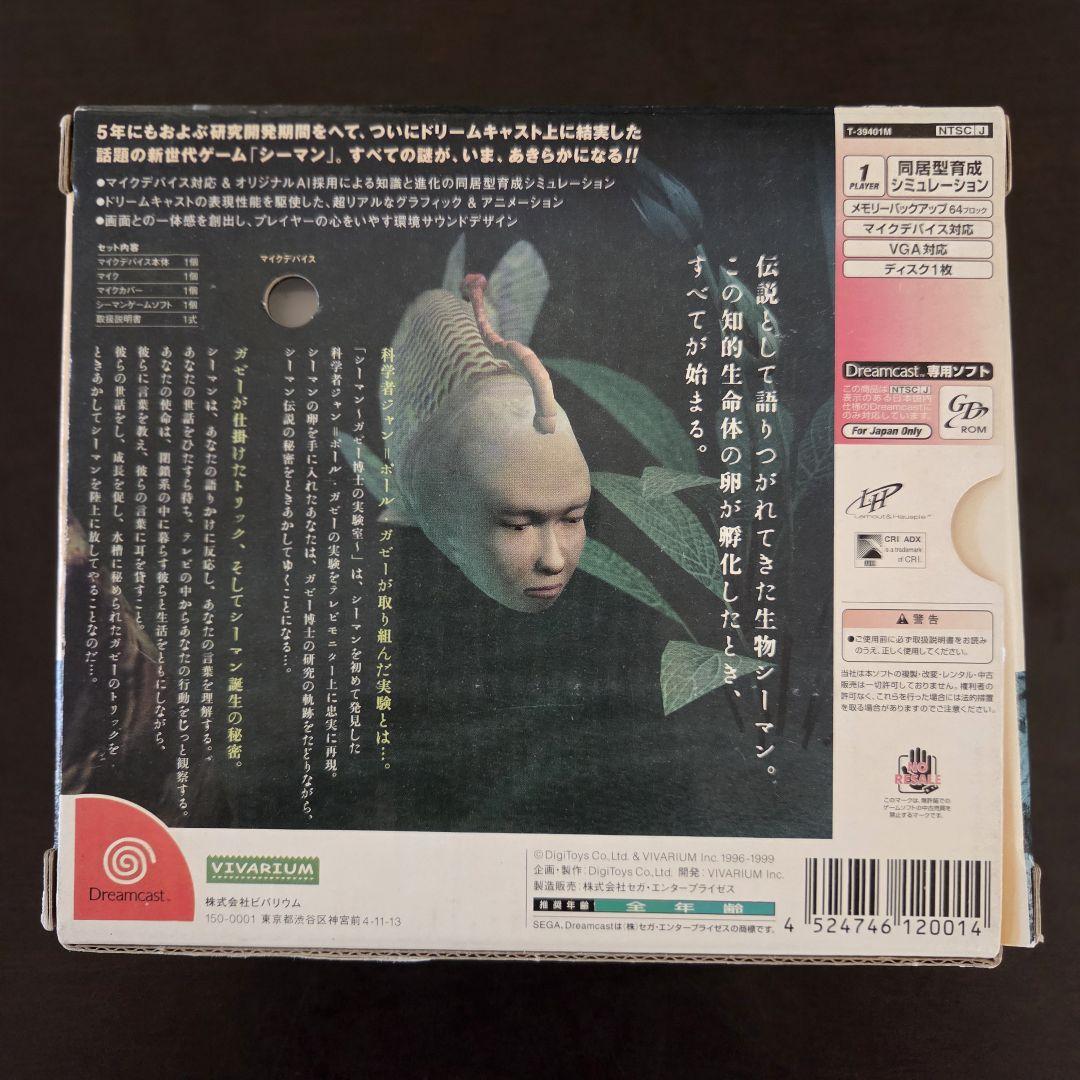 5年にもおよぶ研究開発期間をへて、ついにドリームキャスト上に結実した
話題の新世代ゲーム「シーマン」。すべての謎が、いま、あきらかになる!!
●マイクデバイス対応 & オリジナルAI採用による知識と進化の同居型育成シミュレーション
●ドリームキャストの表現性能を駆使した、超リアルなグラフィック & アニメーション
●画面との一体感を創出し、プレイヤーの心をいやす環境サウンドデザイン
セット内容
マイクデバイス本体 1個
マイク 1個
マイクカバー 1個
シーマンゲームソフト 1個
取扱説明書 1式
マイクデバイス
伝説として語りつがれてきた生物シーマン。
この知的生命体の卵が孵化したとき、
すべてが始まる。
科学者ジャン=ポール・ガゼーが取り組んだ実験とは…。
「シーマン〜ガゼー博士の実験室〜」は、シーマンを初めて発見した
科学者ジャン=ポール・ガゼーの実験をテレビモニター上に忠実に再現。
シーマンの卵を手に入れたあなたは、ガゼー博士の研究の軌跡をたどりながら、
シーマン伝説の秘密をときあかしてゆくことになる…。
ガゼーが仕掛けたトリック、そしてシーマン誕生の秘密。
シーマンは、あなたの語りかけに反応し、あなたの言葉を理解する。
あなたの世話をひたすら待ち、テレビの中からあなたの行動をじっと観察する。
あなたの使命は、閉鎖系の中に暮らす彼らと生活をともにしながら、
彼らに言葉を教え、彼らの言葉に耳を貸すこと。
彼らの世話をし、成長を促し、水槽に秘められたガゼーのトリックを
ときあかしてシーマンを陸上に放してやることなのだ…。
T-39401M
NTSC J
1 PLAYER
同居型育成
シミュレーション
メモリーバックアップ64ブロック
マイクデバイス対応
VGA対応
ディスク1枚
Dreamcast™専用ソフト
この商品は NTSC J
表示のある日本国内
仕様のDreamcastに
のみ対応しています。
For Japan Only
GD-ROM
L&H
Lernout & Hauspie™
CRI ADX
is a trademark
of CRI.
警告
●ご使用前に必ず取扱説明書をお読み
のうえ、正しく使用してください。
当社は本ソフトの複製・改変・レンタル・中古
販売は一切許可しておりません。権利者の
許可なく、これらを行った場合には法的措置
を取る場合がありますのでご注意ください。
NO
RESALE
このマークは、無許可での
ゲームソフトの中古売買を
禁止するマークです。
Dreamcast™
VIVARIUM
株式会社ビバリウム
150-0001 東京都渋谷区神宮前4-11-13
©DigiToys Co.,Ltd. & VIVARIUM Inc. 1996-1999
企画・製作:DigiToys Co.,Ltd. 開発:VIVARIUM Inc.
製造販売:株式会社セガ・エンタープライゼス
推奨年齢 全年齢
SEGA、Dreamcastは(株)セガ・エンタープライゼスの商標です。
4 524746 120014